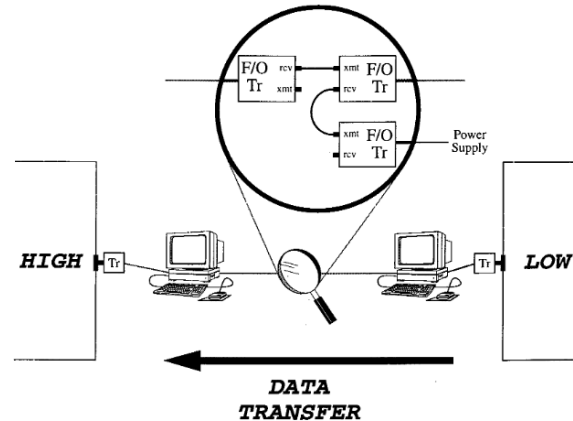 F/O
Tr
rcv
xmt
xmt
rcv
F/O
Tr
xmt
rcv
F/O
Tr
Power
Supply
HIGH
Tr
Tr
LOW
DATA
TRANSFER